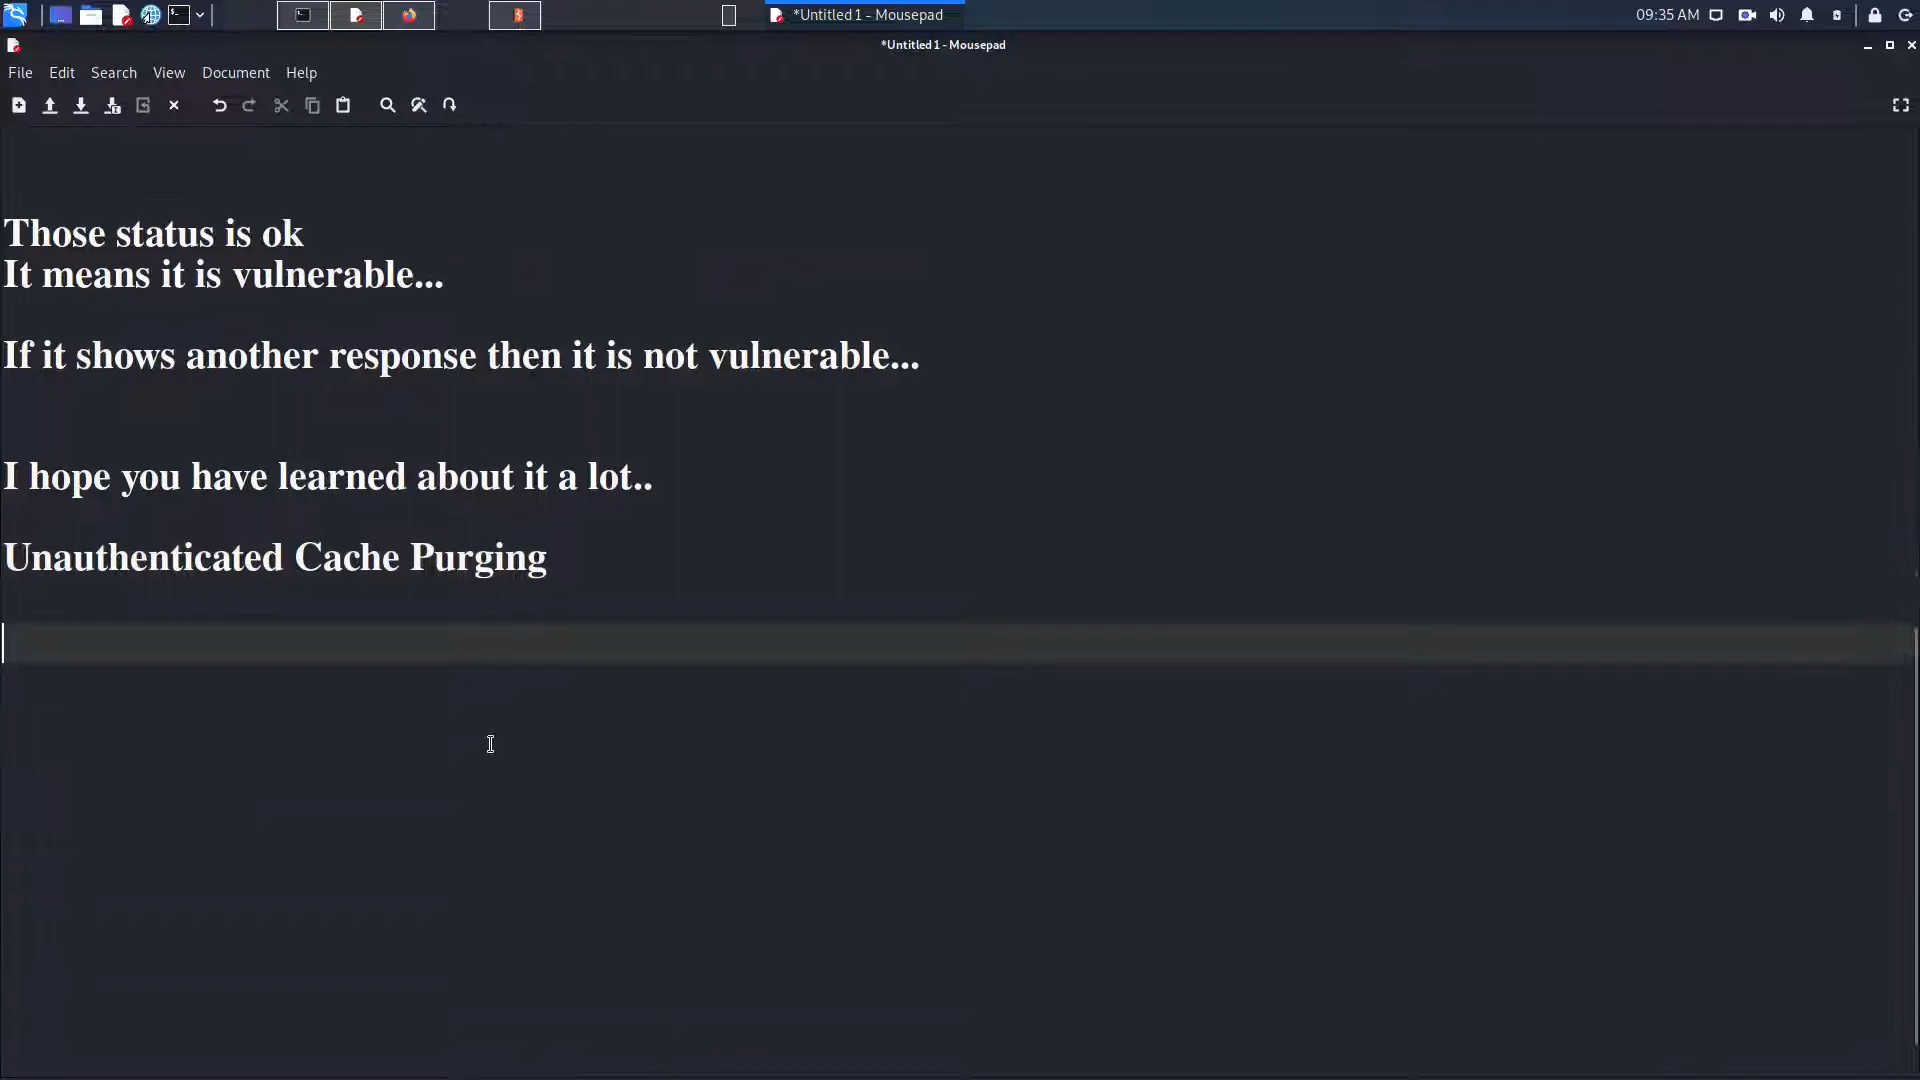 *Untitled 1 - Mousepad
09:35 AM
*Untitled 1 - Mousepad
File Edit Search View Document Help
Those status is ok
It means it is vulnerable...
If it shows another response then it is not vulnerable...
I hope you have learned about it a lot..
Unauthenticated Cache Purging